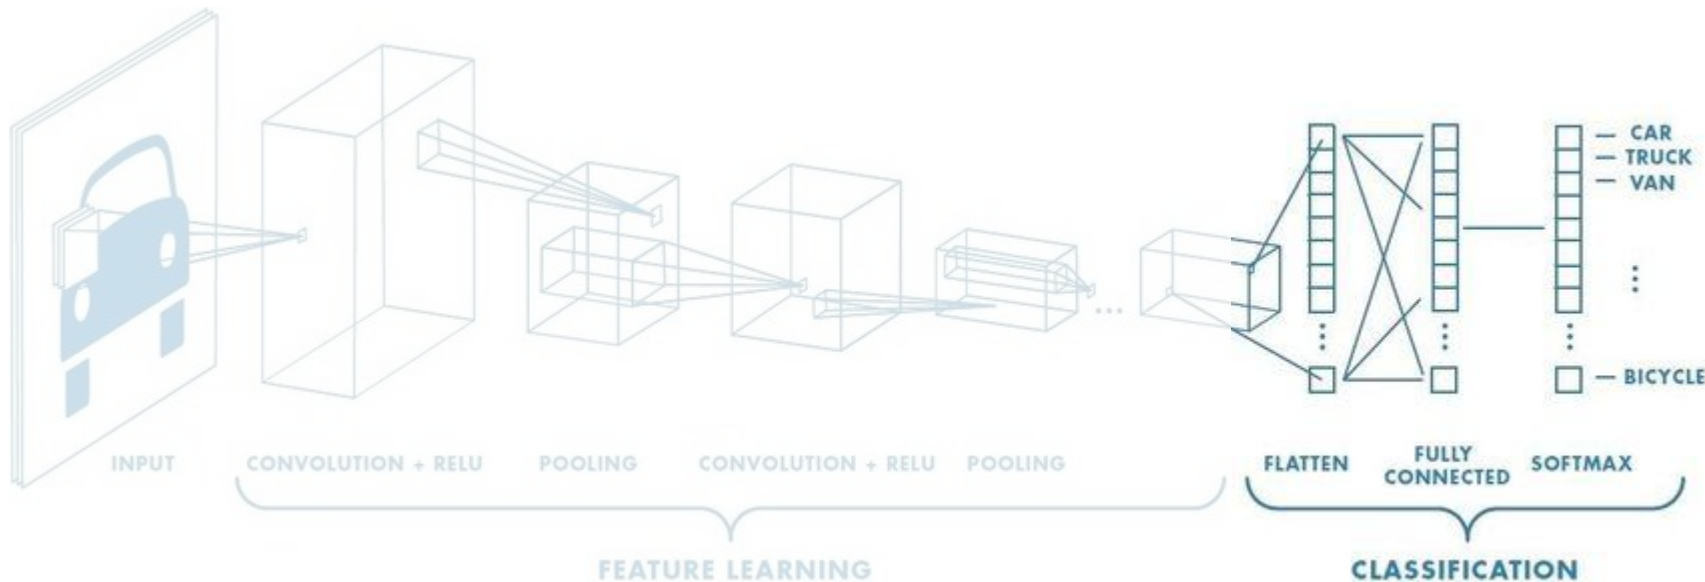 CAR
TRUCK
VAN
BICYCLE
INPUT
CONVOLUTION + RELU
POOLING
CONVOLUTION + RELU
POOLING
FLATTEN
FULLY
CONNECTED
SOFTMAX
FEATURE LEARNING
CLASSIFICATION